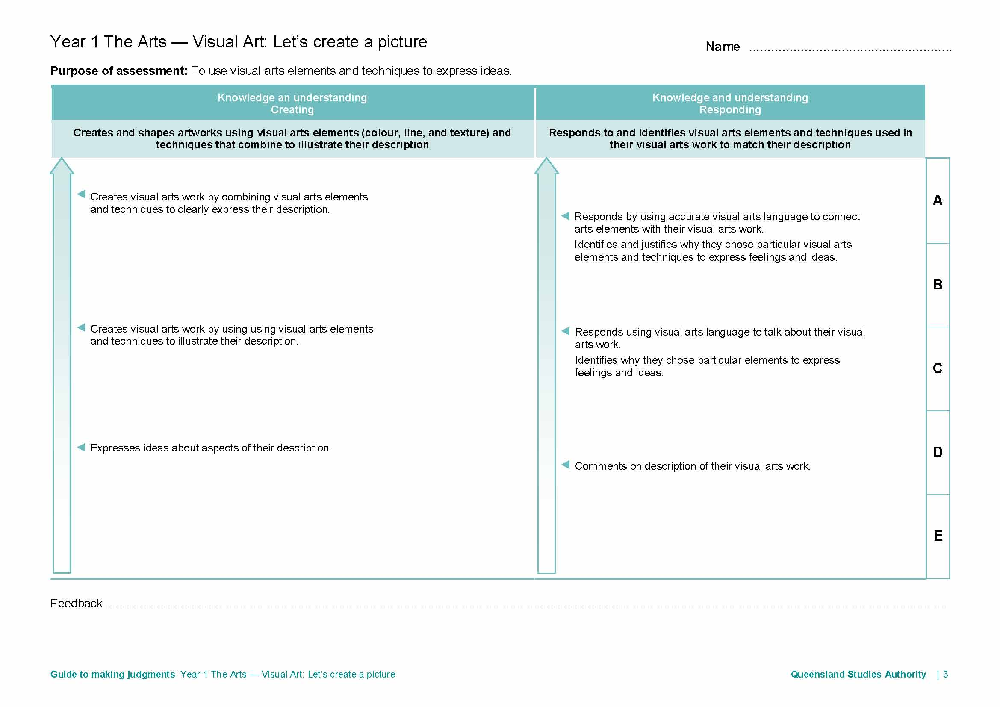 Year 1 The Arts — Visual Art: Let’s create a picture
Name ........................................................
Purpose of assessment: To use visual arts elements and techniques to express ideas.
Knowledge an understanding
Creating
Creates and shapes artworks using visual arts elements (colour, line, and texture) and
techniques that combine to illustrate their description
Knowledge and understanding
Responding
Responds to and identifies visual arts elements and techniques used in
their visual arts work to match their description
Creates visual arts work by combining visual arts elements
and techniques to clearly express their description.
Creates visual arts work by using using visual arts elements
and techniques to illustrate their description.
Expresses ideas about aspects of their description.
Responds by using accurate visual arts language to connect
arts elements with their visual arts work.
Identifies and justifies why they chose particular visual arts
elements and techniques to express feelings and ideas.
Responds using visual arts language to talk about their visual
arts work.
Identifies why they chose particular elements to express
feelings and ideas.
Comments on description of their visual arts work.
A
B
C
D
E
Feedback ........................................................................................................................
Guide to making judgments Year 1 The Arts — Visual Art: Let’s create a picture
Queensland Studies Authority | 3